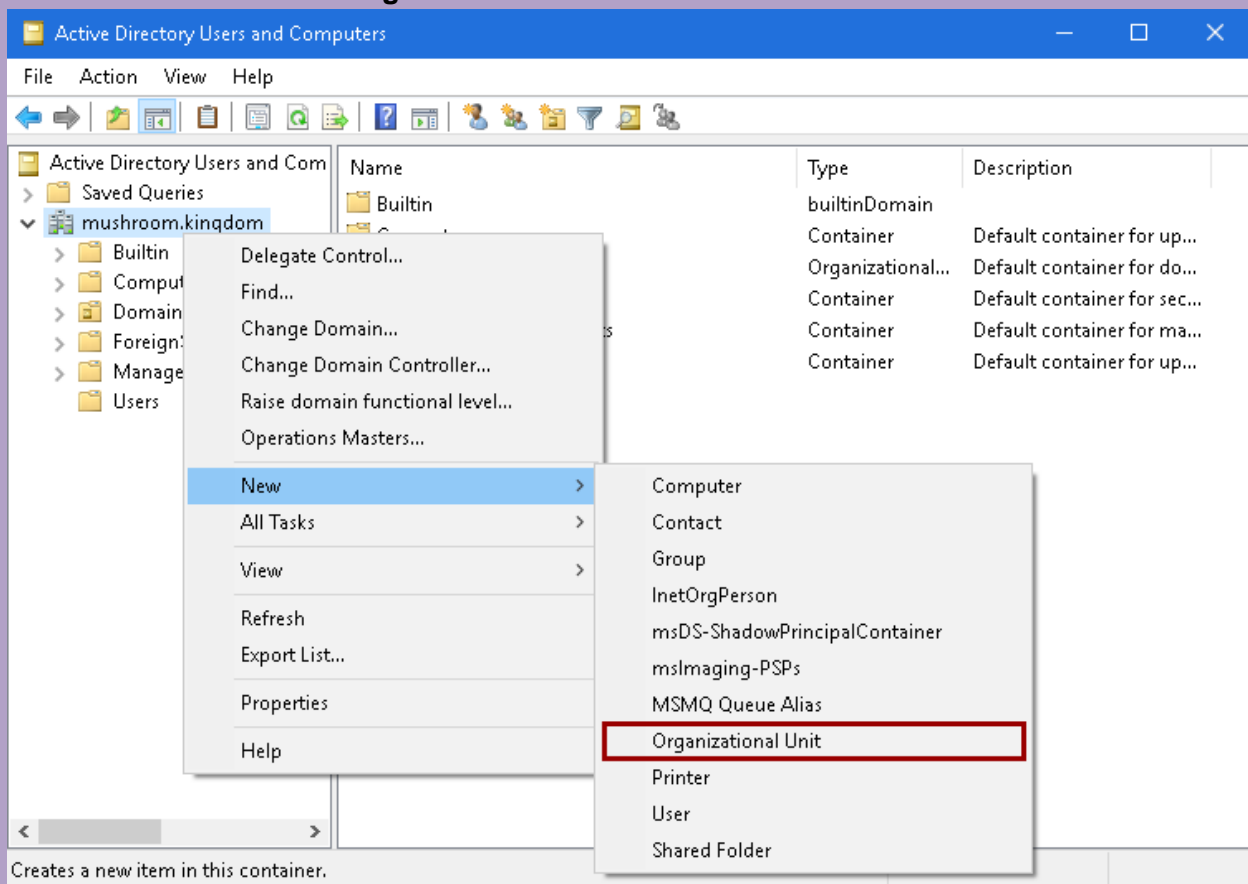 Active Directory Users and Computers
File Action View Help
Active Directory Users and Com
Saved Queries
mushroom.kingdom
Builtin
Comput
Domain
Foreign
Manage
Users
Name Type Description
Builtin builtinDomain
Container Default container for up...
Organizational... Default container for do...
Container Default container for sec...
Container Default container for ma...
Container Default container for up...
Delegate Control...
Find...
Change Domain...
Change Domain Controller...
Raise domain functional level...
Operations Masters...
New
All Tasks
View
Refresh
Export List...
Properties
Help
Computer
Contact
Group
InetOrgPerson
msDS-ShadowPrincipalContainer
msImaging-PSPs
MSMQ Queue Alias
Organizational Unit
Printer
User
Shared Folder
Creates a new item in this container.